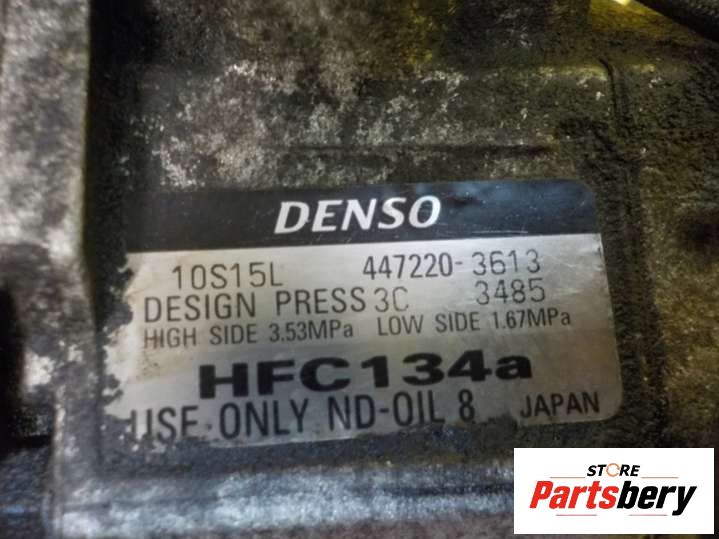 DENSO
10S15L 447220-3613
DESIGN PRESS 3C 3485
HIGH SIDE 3.53MPa LOW SIDE 1.67MPa
HFC134a
USE ONLY ND-OIL 8 JAPAN
STORE
Partsbery